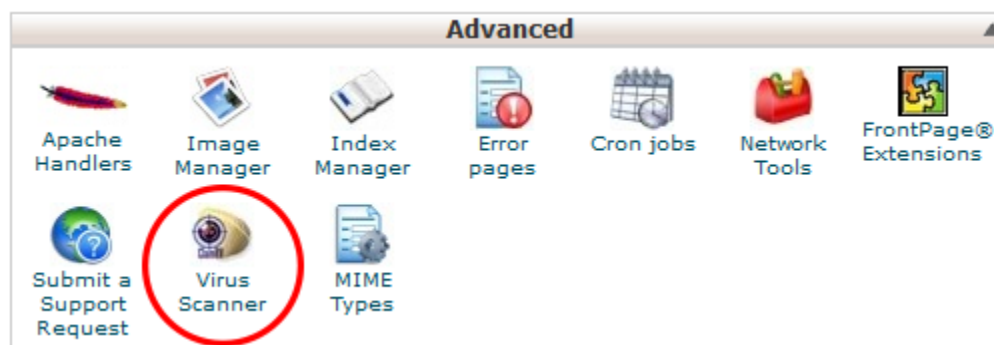 Advanced
Apache
Handlers
Image
Manager
Index
Manager
Error
pages
Cron jobs
Network
Tools
FrontPage®
Extensions
Submit a
Support
Request
Virus
Scanner
MIME
Types